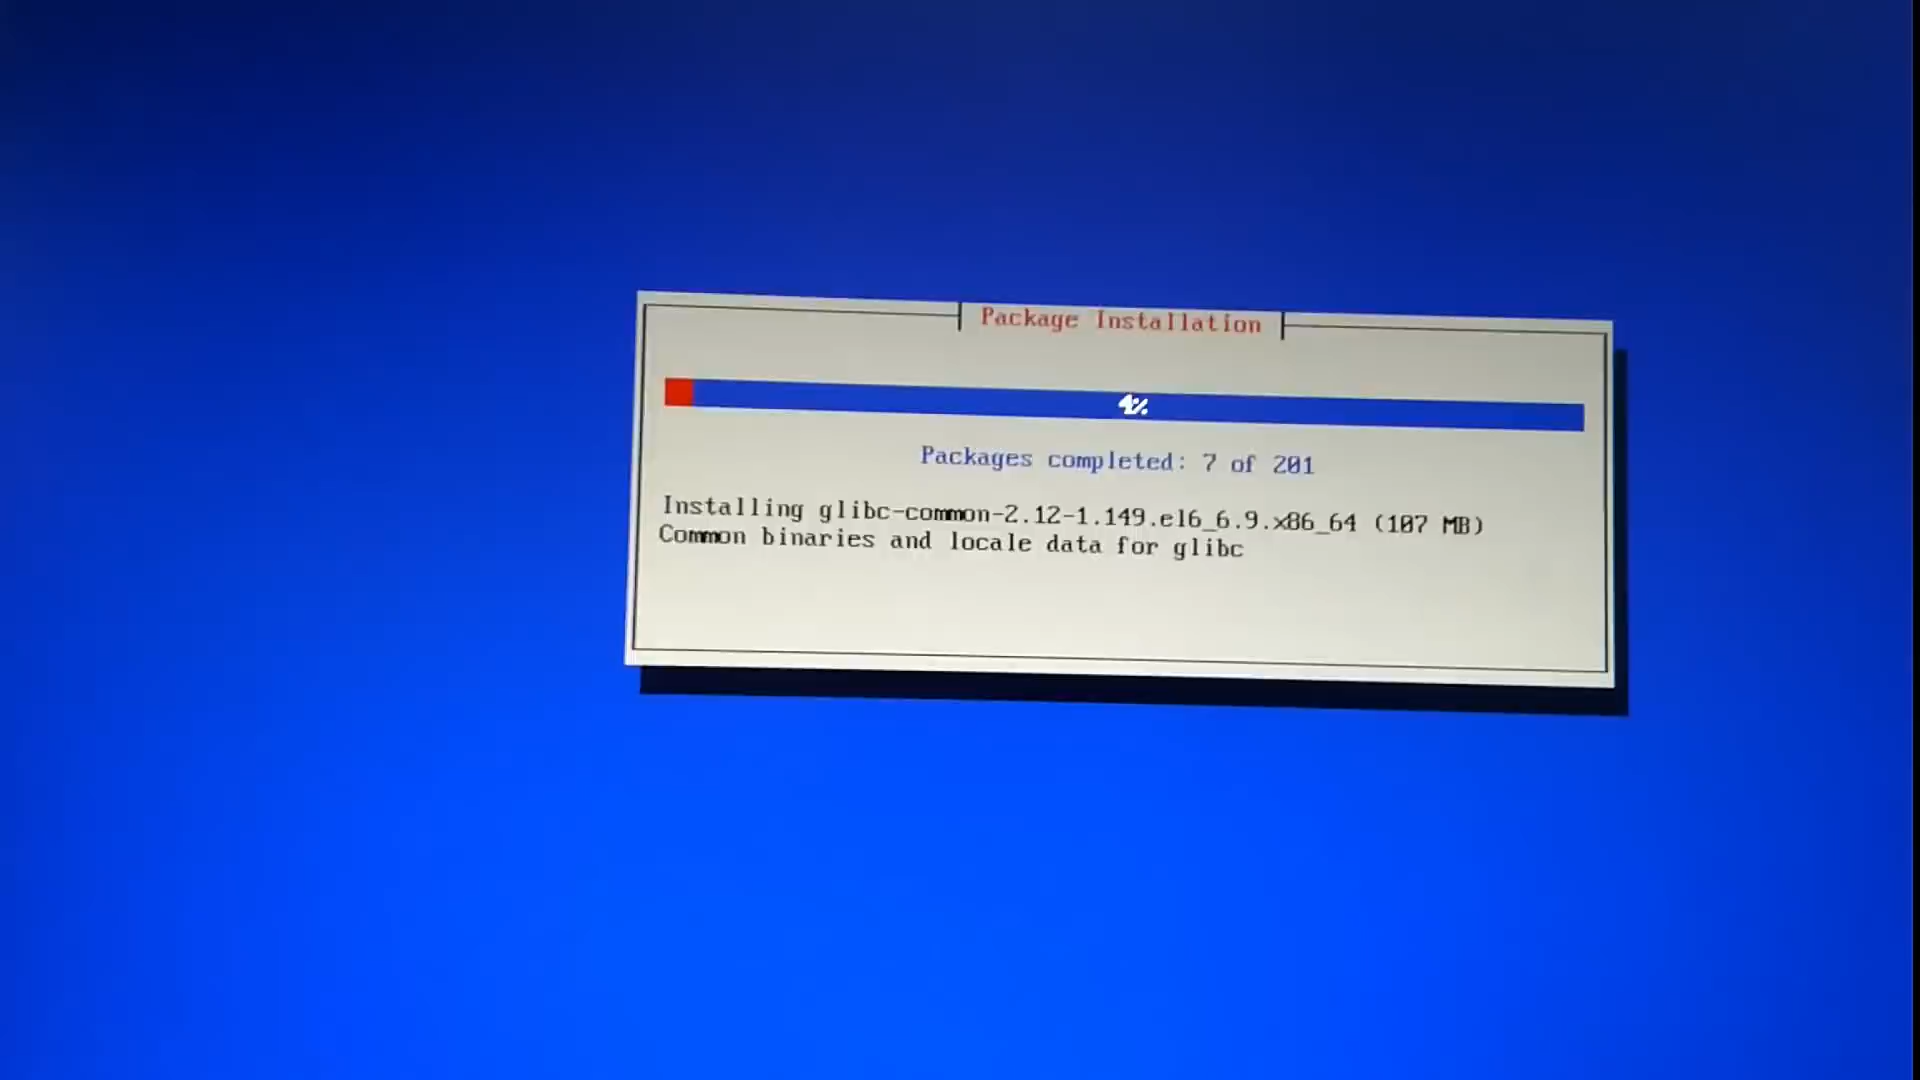 Package Installation
4%
Packages completed: 7 of 201
Installing glibc-common-2.12-1.149.el6_6.9.x86_64 (107 MB)
Common binaries and locale data for glibc